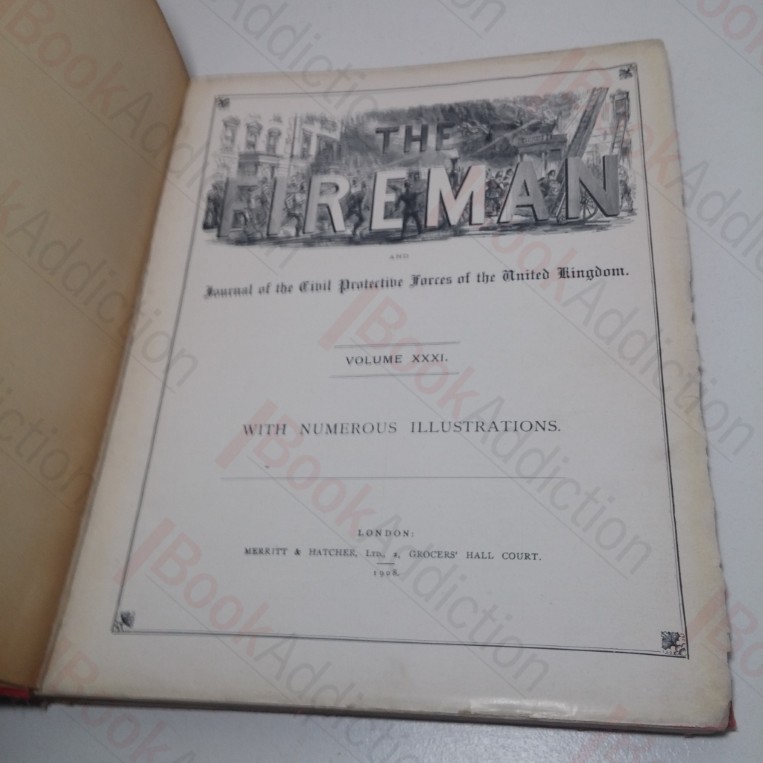 THE
FIREMAN
AND
Journal of the Civil Protective Forces of the United Kingdom.
VOLUME XXXI.
WITH NUMEROUS ILLUSTRATIONS.
LONDON:
MERRITT & HATCHER, LTD., 2, GROCERS' HALL COURT.
1908.
BookAddiction